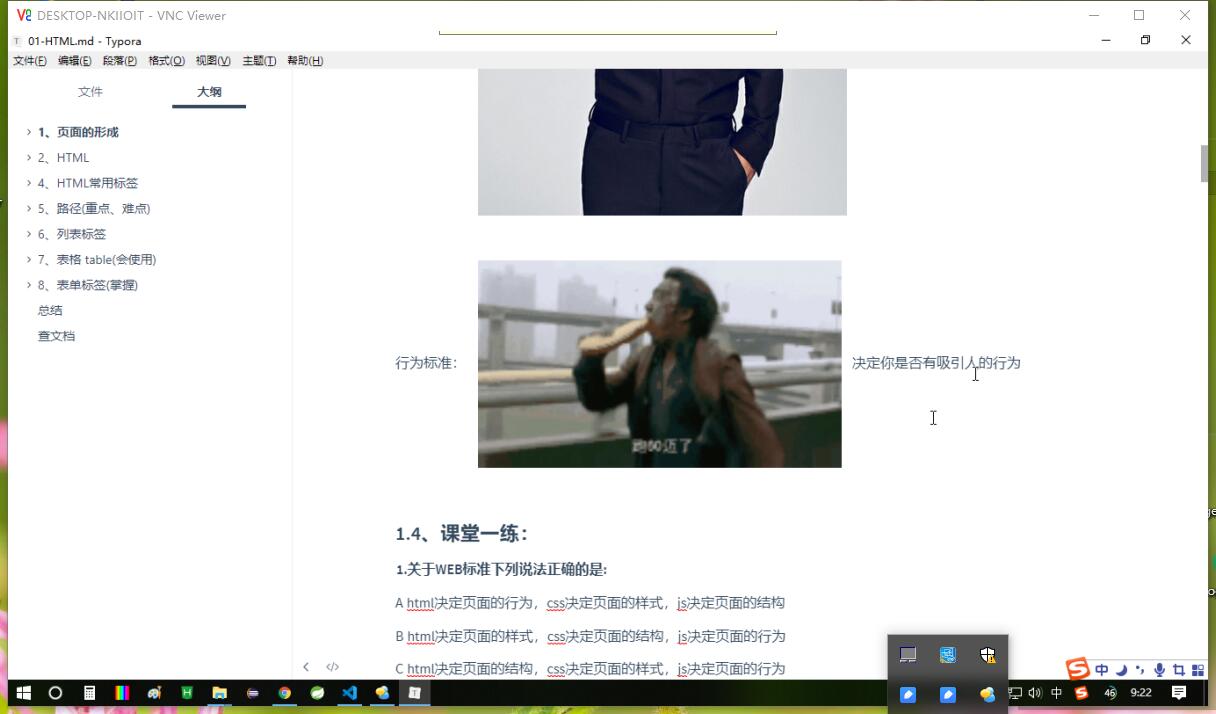 DESKTOP-NKIIOIT - VNC Viewer
01-HTML.md - Typora
文件(F) 编辑(E) 段落(P) 格式(O) 视图(V) 主题(T) 帮助(H)
文件 大纲
1、页面的形成
2、HTML
4、HTML常用标签
5、路径(重点、难点)
6、列表标签
7、表格 table(会使用)
8、表单标签(掌握)
总结
查文档
行为标准： 决定你是否有吸引人的行为
跑60迈了
1.4、课堂一练：
1.关于WEB标准下列说法正确的是:
A html决定页面的行为，css决定页面的样式，js决定页面的结构
B html决定页面的样式，css决定页面的结构，js决定页面的行为
C html决定页面的结构，css决定页面的样式，js决定页面的行为
中
中 46 9:22